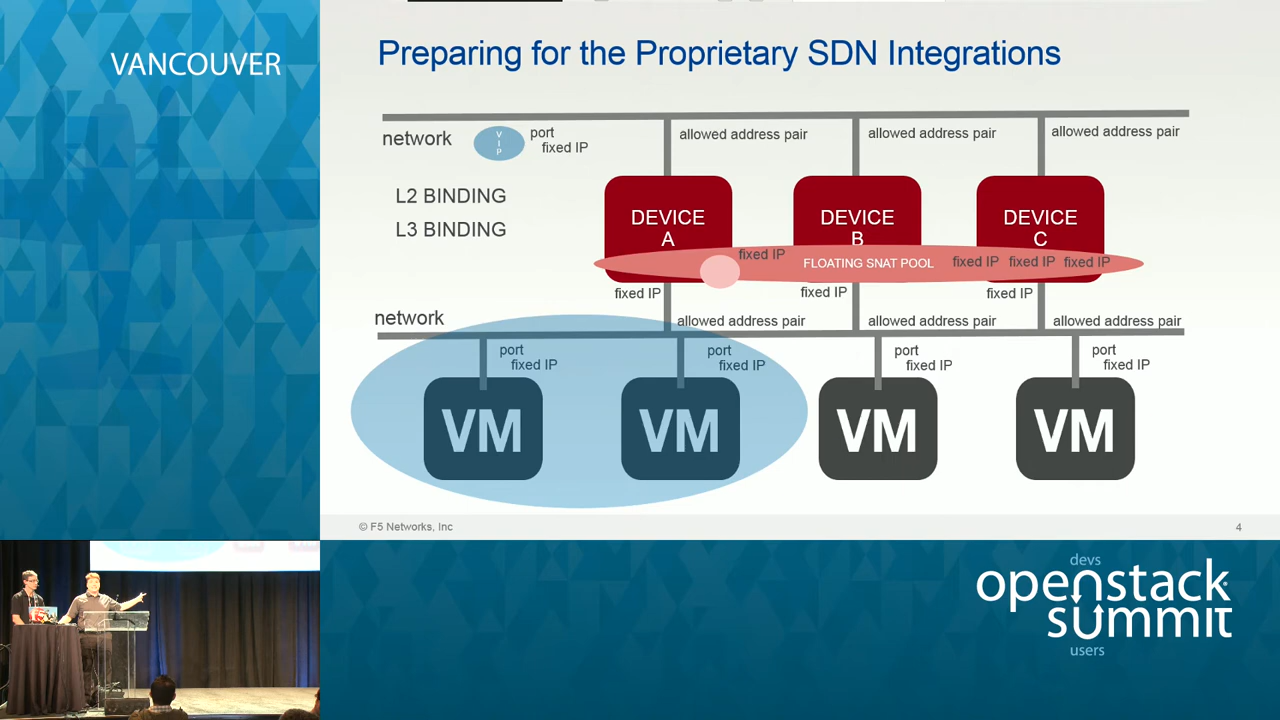 VANCOUVER
Preparing for the Proprietary SDN Integrations
network
VIP
port
fixed IP
allowed address pair
allowed address pair
allowed address pair
L2 BINDING
L3 BINDING
DEVICE
A
DEVICE
B
DEVICE
C
fixed IP
FLOATING SNAT POOL
fixed IP
fixed IP
fixed IP
fixed IP
fixed IP
fixed IP
network
allowed address pair
allowed address pair
allowed address pair
port
fixed IP
port
fixed IP
port
fixed IP
port
fixed IP
VM
VM
VM
VM
© F5 Networks, Inc
4
devs
openstack
summit
users